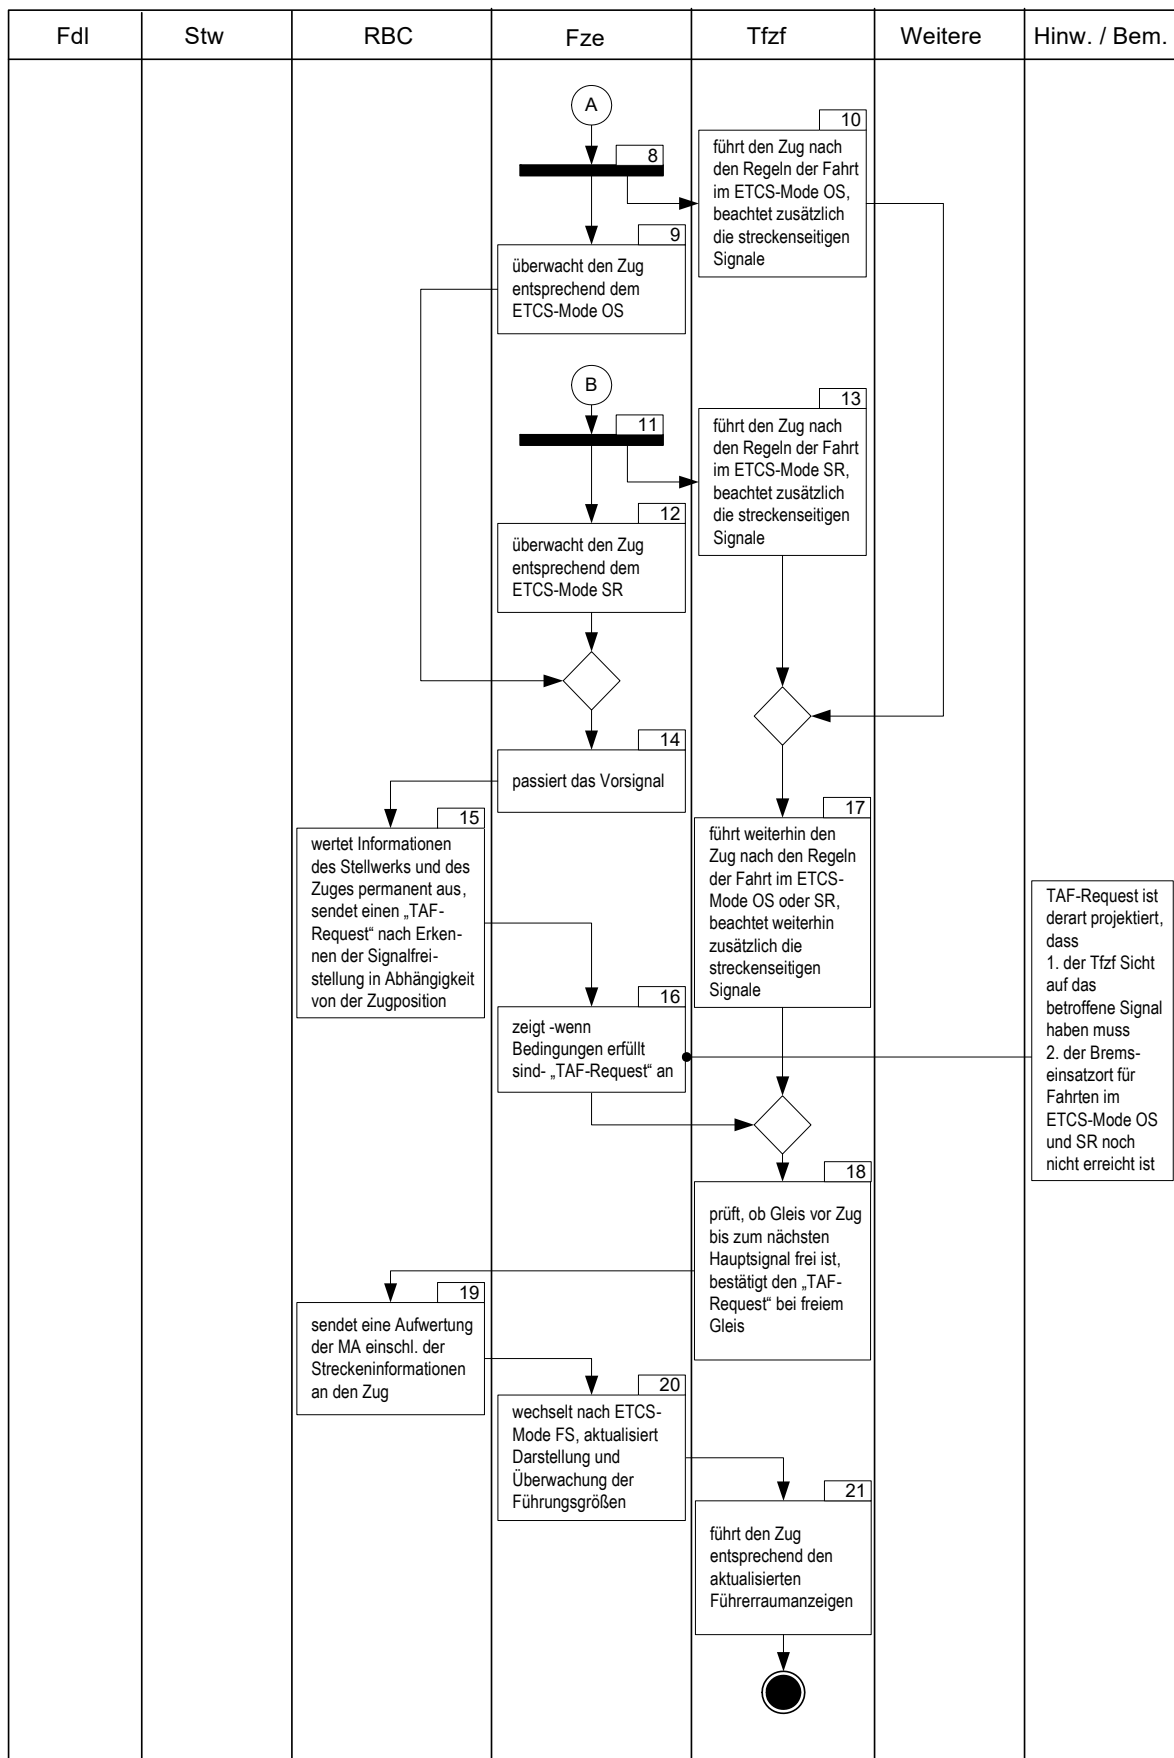 Fdl
Stw
RBC
Fze
Tfzf
Weitere
Hinw. / Bem.
A
8
10
führt den Zug nach
den Regeln der Fahrt
im ETCS-Mode OS,
beachtet zusätzlich
die streckenseitigen
Signale
9
überwacht den Zug
entsprechend dem
ETCS-Mode OS
B
11
13
führt den Zug nach
den Regeln der Fahrt
im ETCS-Mode SR,
beachtet zusätzlich
die streckenseitigen
Signale
12
überwacht den Zug
entsprechend dem
ETCS-Mode SR
14
passiert das Vorsignal
15
wertet Informationen
des Stellwerks und des
Zuges permanent aus,
sendet einen „TAF-
Request“ nach Erken-
nen der Signalfrei-
stellung in Abhängigkeit
von der Zugposition
17
führt weiterhin den
Zug nach den Regeln
der Fahrt im ETCS-
Mode OS oder SR,
beachtet weiterhin
zusätzlich die
streckenseitigen
Signale
16
zeigt -wenn
Bedingungen erfüllt
sind- „TAF-Request“ an
TAF-Request ist
derart projektiert,
dass
1. der Tfzf Sicht
auf das
betroffene Signal
haben muss
2. der Brems-
einsatzort für
Fahrten im
ETCS-Mode OS
und SR noch
nicht erreicht ist
18
prüft, ob Gleis vor Zug
bis zum nächsten
Hauptsignal frei ist,
bestätigt den „TAF-
Request“ bei freiem
Gleis
19
sendet eine Aufwertung
der MA einschl. der
Streckeninformationen
an den Zug
20
wechselt nach ETCS-
Mode FS, aktualisiert
Darstellung und
Überwachung der
Führungsgrößen
21
führt den Zug
entsprechend den
aktualisierten
Führerraumanzeigen